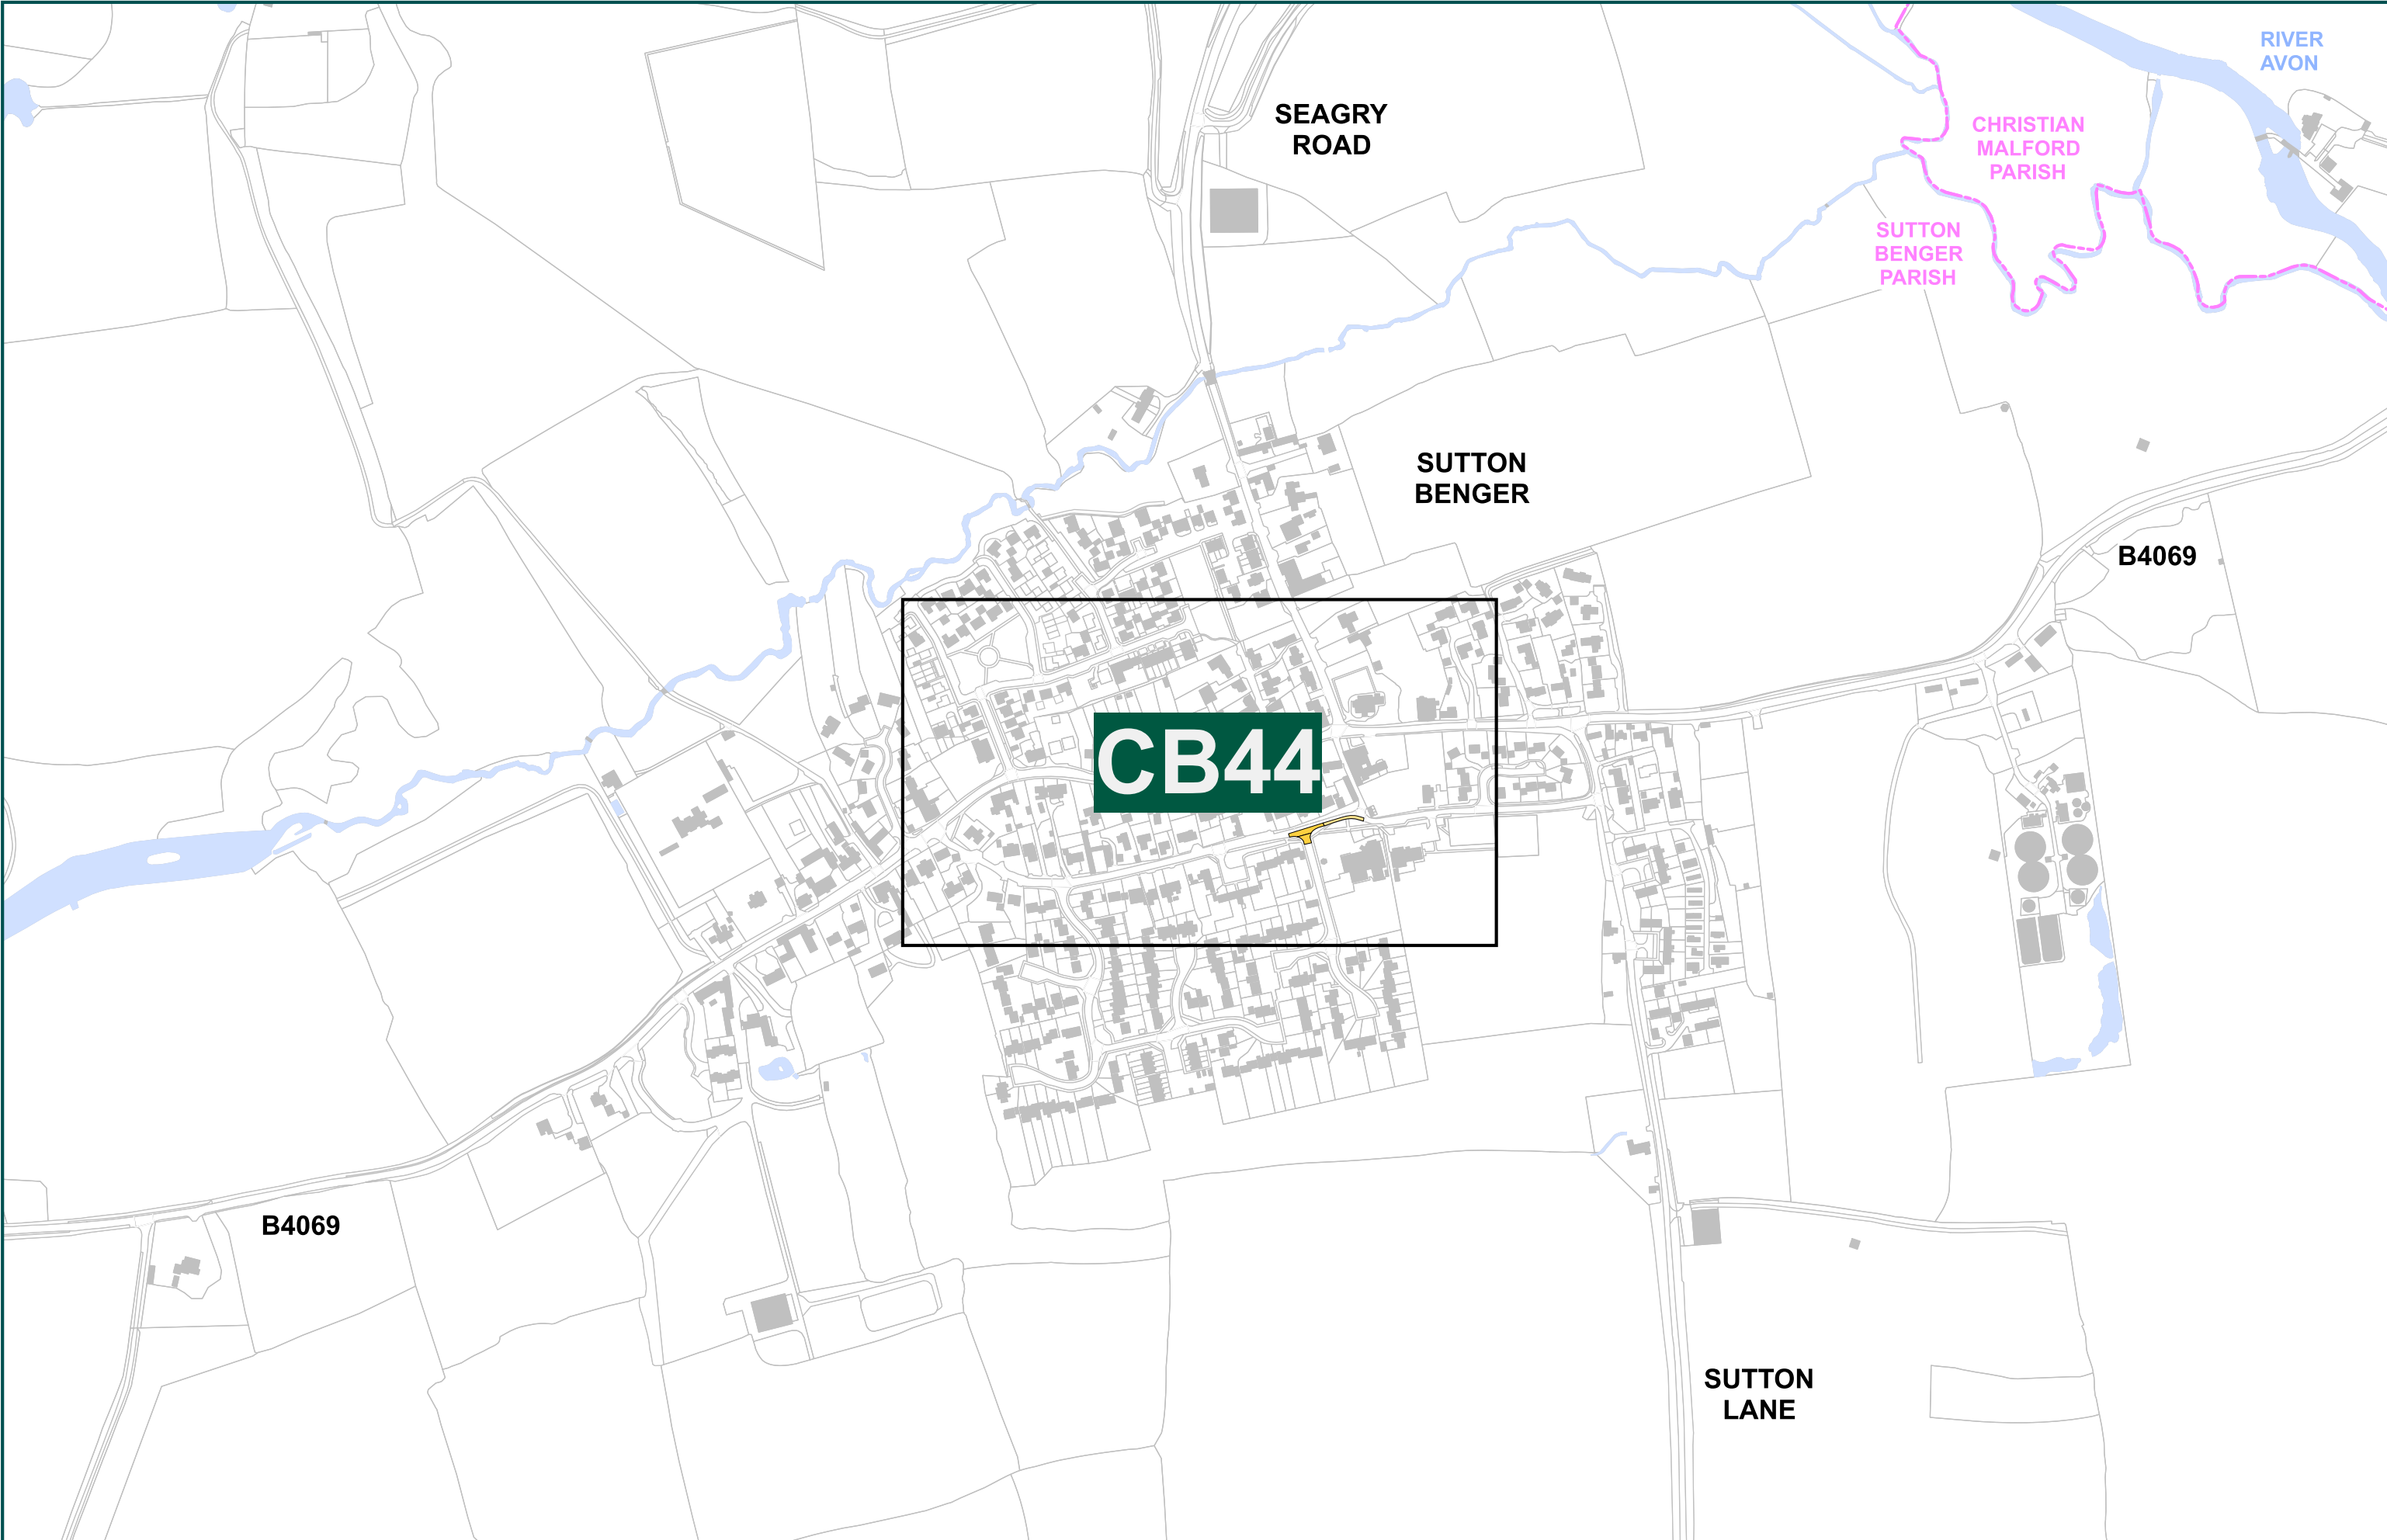 RIVER
AVON
SEAGRY
ROAD
CHRISTIAN
MALFORD
PARISH
SUTTON
BENGER
PARISH
SUTTON
BENGER
B4069
CB44
B4069
SUTTON
LANE